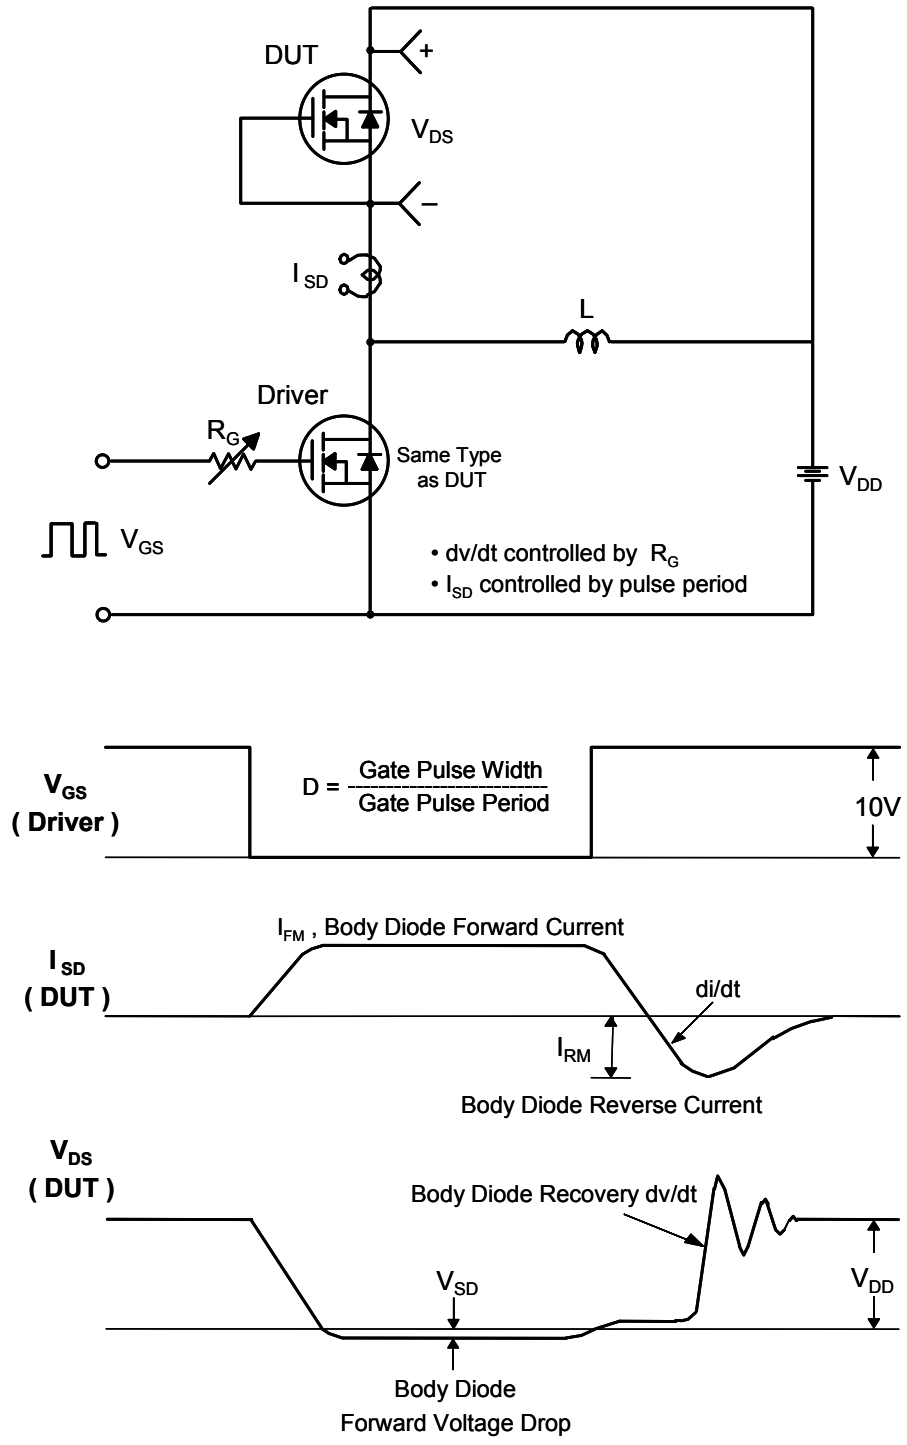 DUT
+
V_DS
−
I_SD
L
Driver
R_G
Same Type
as DUT
V_DD
V_GS
• dv/dt controlled by R_G
• I_SD controlled by pulse period
V_GS
( Driver )
D = Gate Pulse Width
Gate Pulse Period
10V
I_FM , Body Diode Forward Current
I_SD
( DUT )
di/dt
I_RM
Body Diode Reverse Current
V_DS
( DUT )
Body Diode Recovery dv/dt
V_SD
V_DD
Body Diode
Forward Voltage Drop